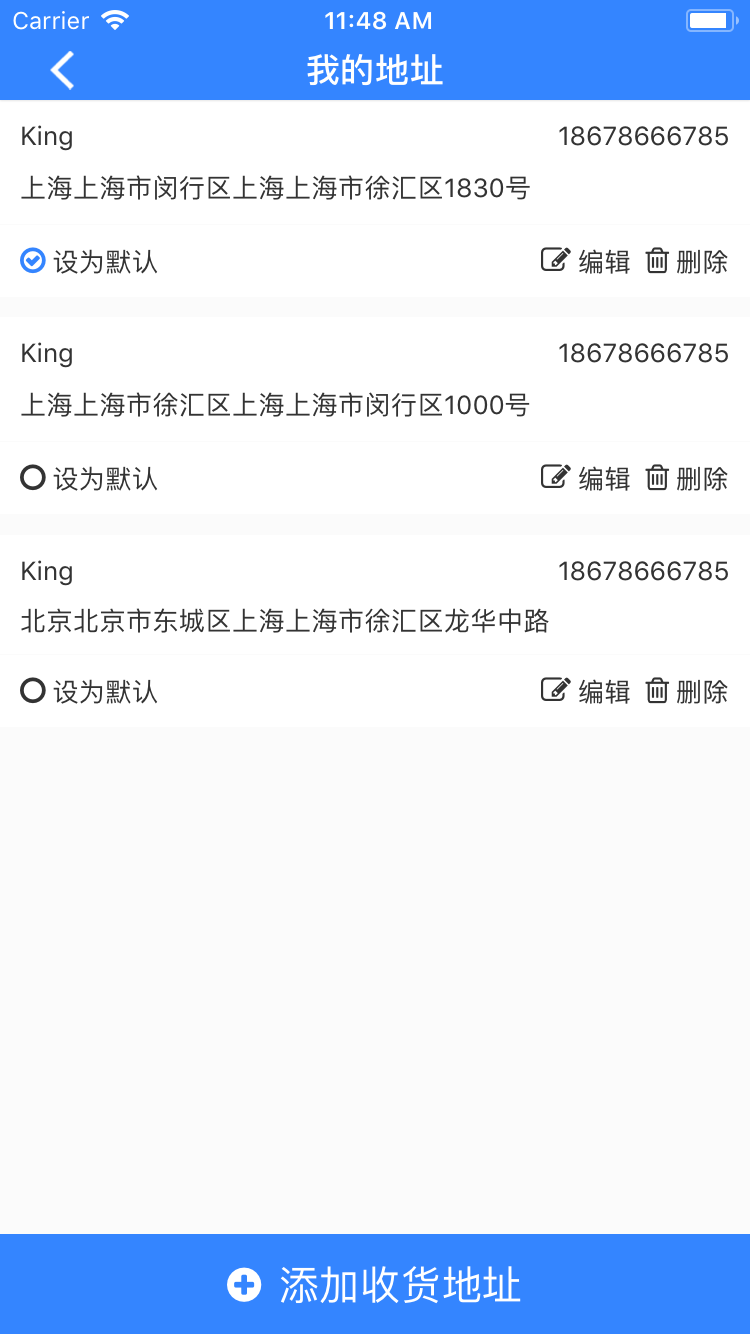 Carrier 11:48 AM
我的地址
King 18678666785
上海上海市闵行区上海上海市徐汇区1830号
设为默认 编辑 删除
King 18678666785
上海上海市徐汇区上海上海市闵行区1000号
设为默认 编辑 删除
King 18678666785
北京北京市东城区上海上海市徐汇区龙华中路
设为默认 编辑 删除
添加收货地址